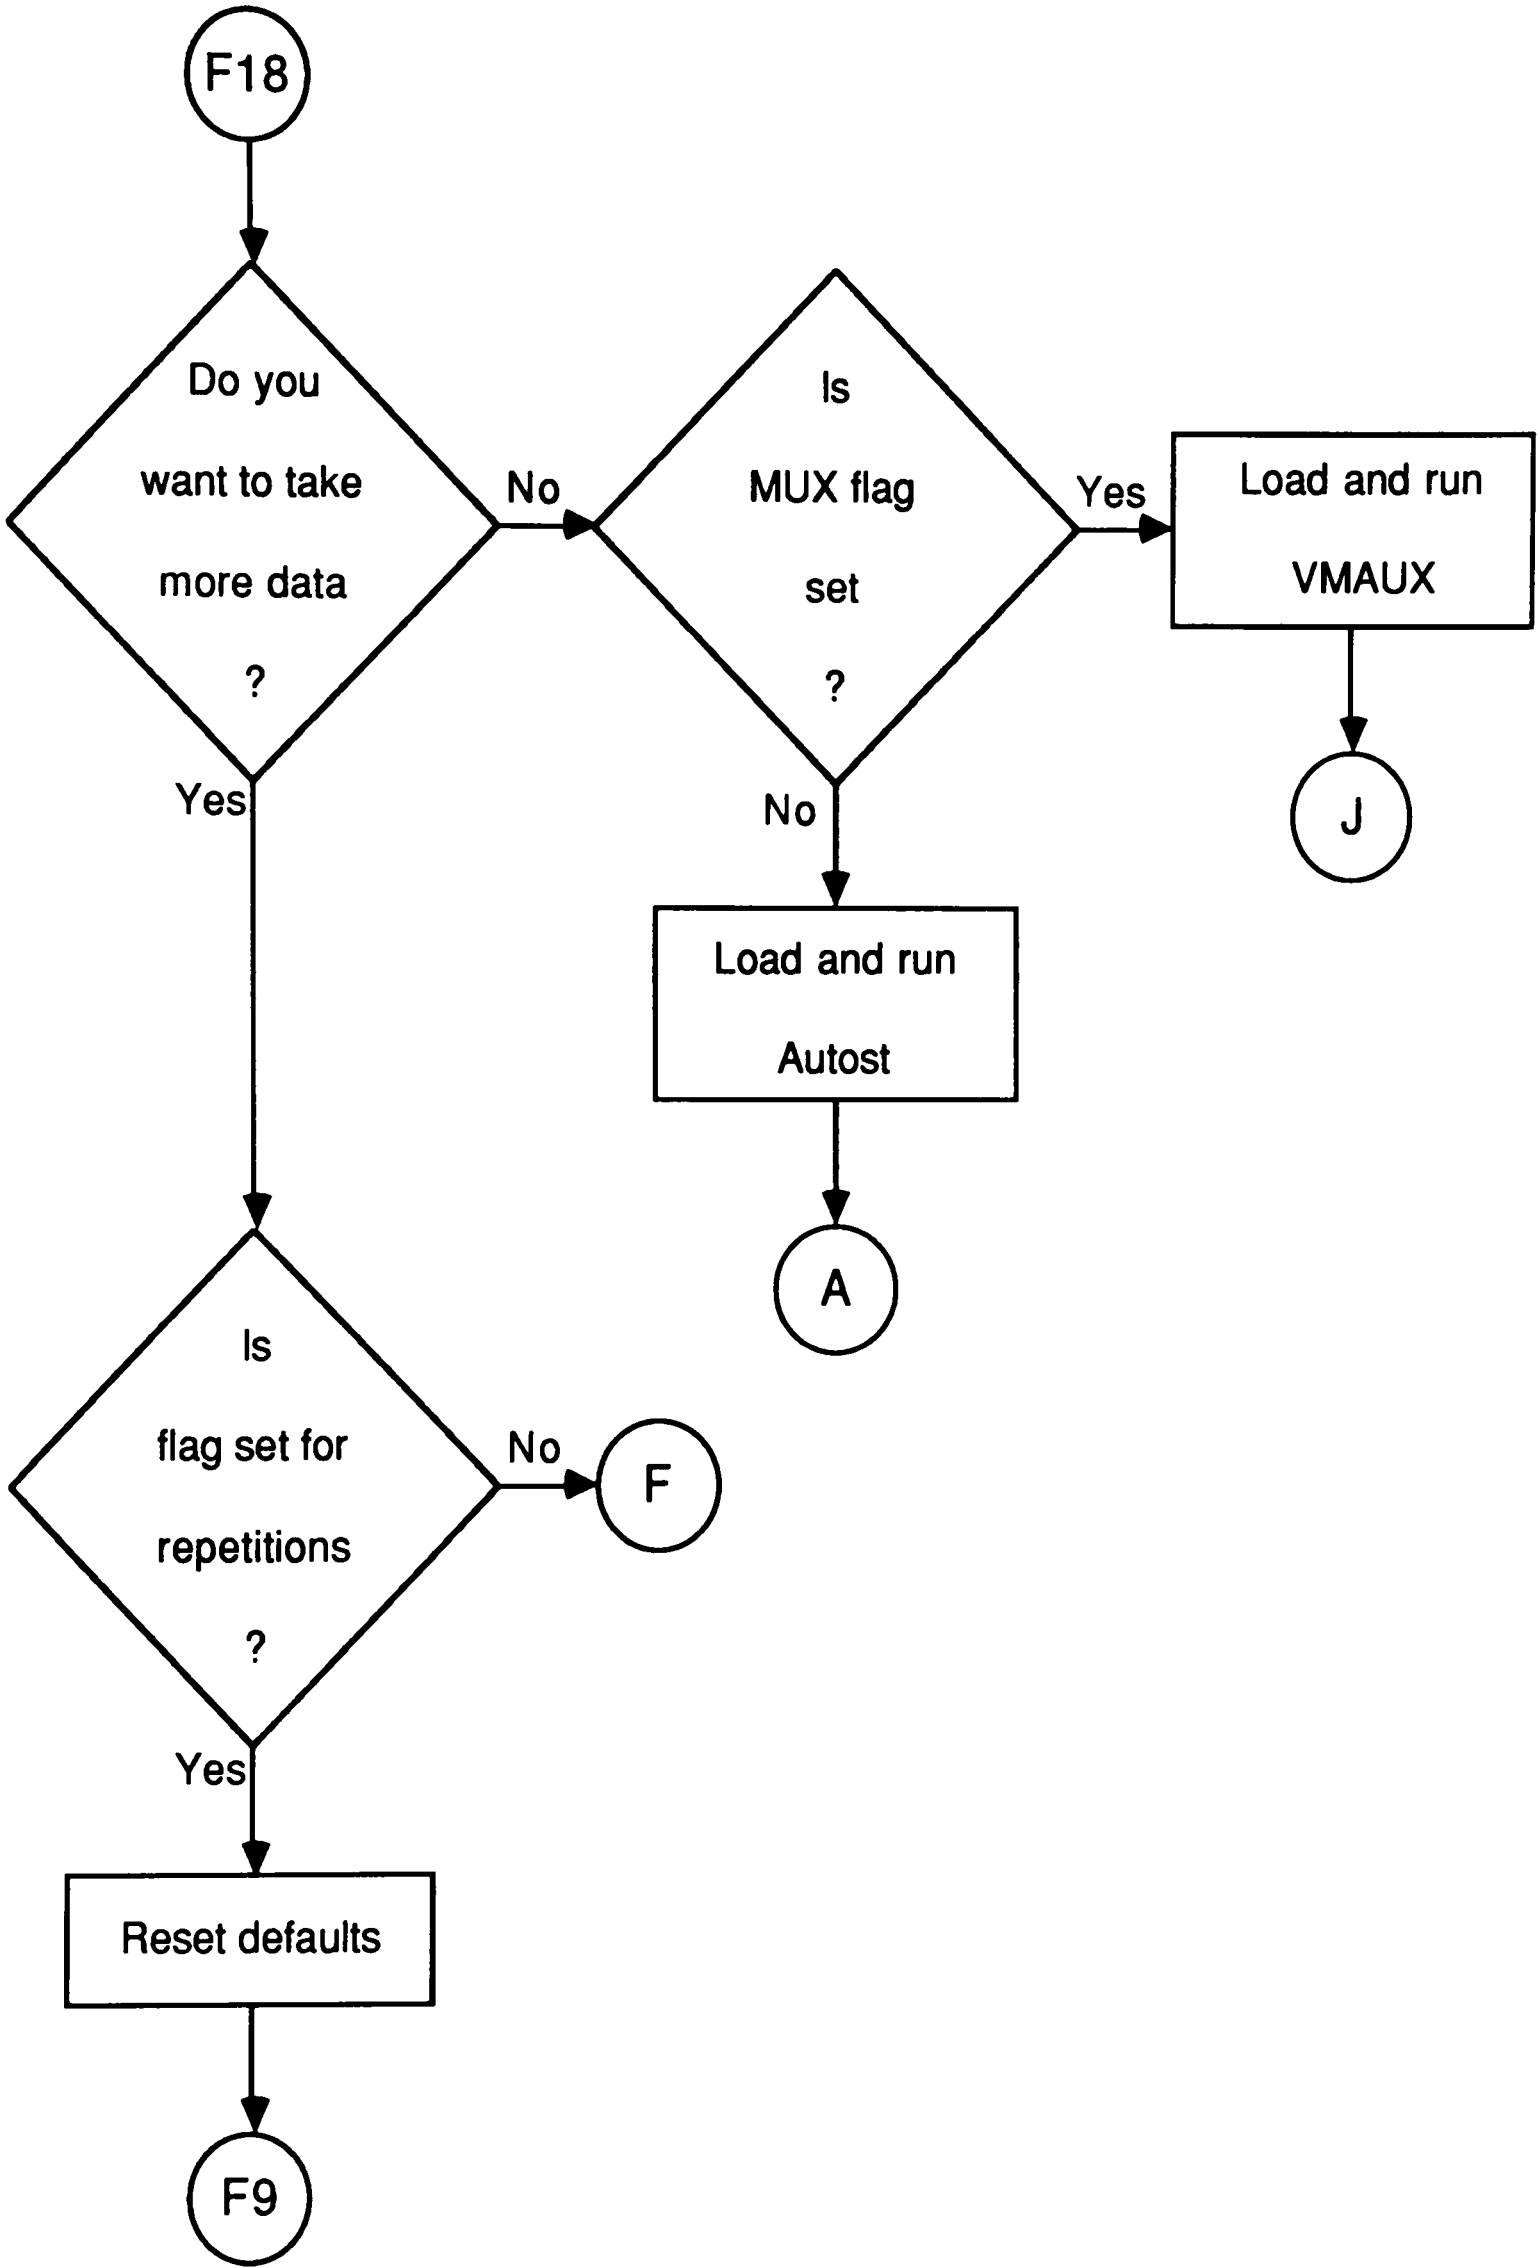 F18
Do you
want to take
more data
?
No
Is
MUX flag
set
?
Yes
Load and run
VMAUX
J
No
Load and run
Autost
A
Yes
Is
flag set for
repetitions
?
No
F
Yes
Reset defaults
F9